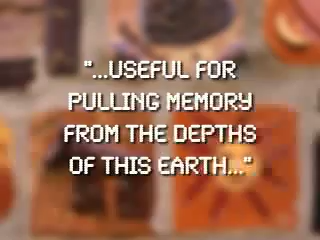 "...USEFUL FOR
PULLING MEMORY
FROM THE DEPTHS
OF THIS EARTH..."